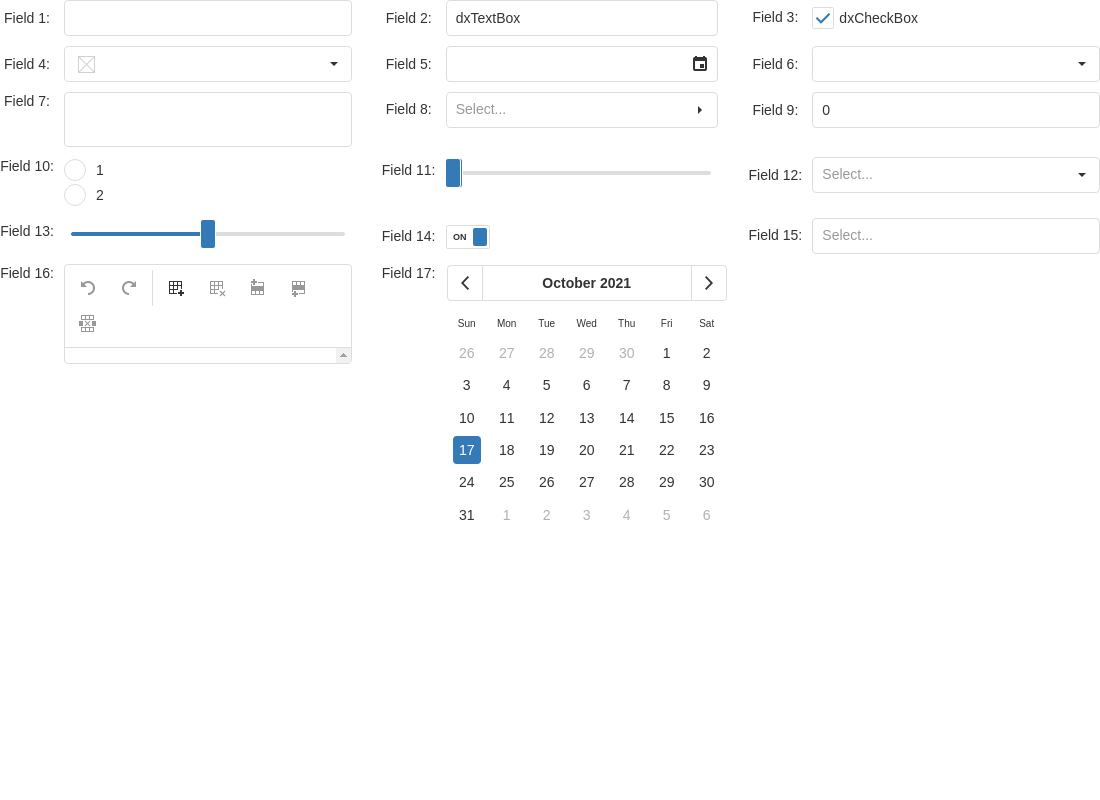 Field 1: Field 2: dxTextBox Field 3: dxCheckBox
Field 4: Field 5: Field 6:
Field 7: Field 8: Select... Field 9: 0
Field 10: 1 Field 11: Field 12: Select...
2
Field 13: Field 14: ON Field 15: Select...
Field 16: Field 17: October 2021
Sun Mon Tue Wed Thu Fri Sat
26 27 28 29 30 1 2
3 4 5 6 7 8 9
10 11 12 13 14 15 16
17 18 19 20 21 22 23
24 25 26 27 28 29 30
31 1 2 3 4 5 6